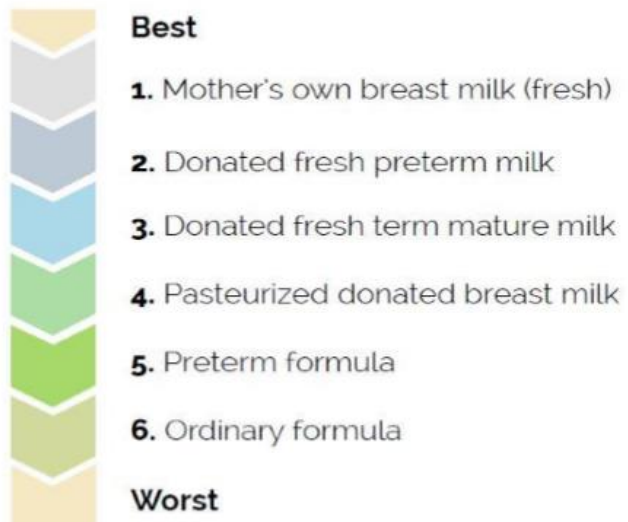 Best
1. Mother's own breast milk (fresh)
2. Donated fresh preterm milk
3. Donated fresh term mature milk
4. Pasteurized donated breast milk
5. Preterm formula
6. Ordinary formula
Worst